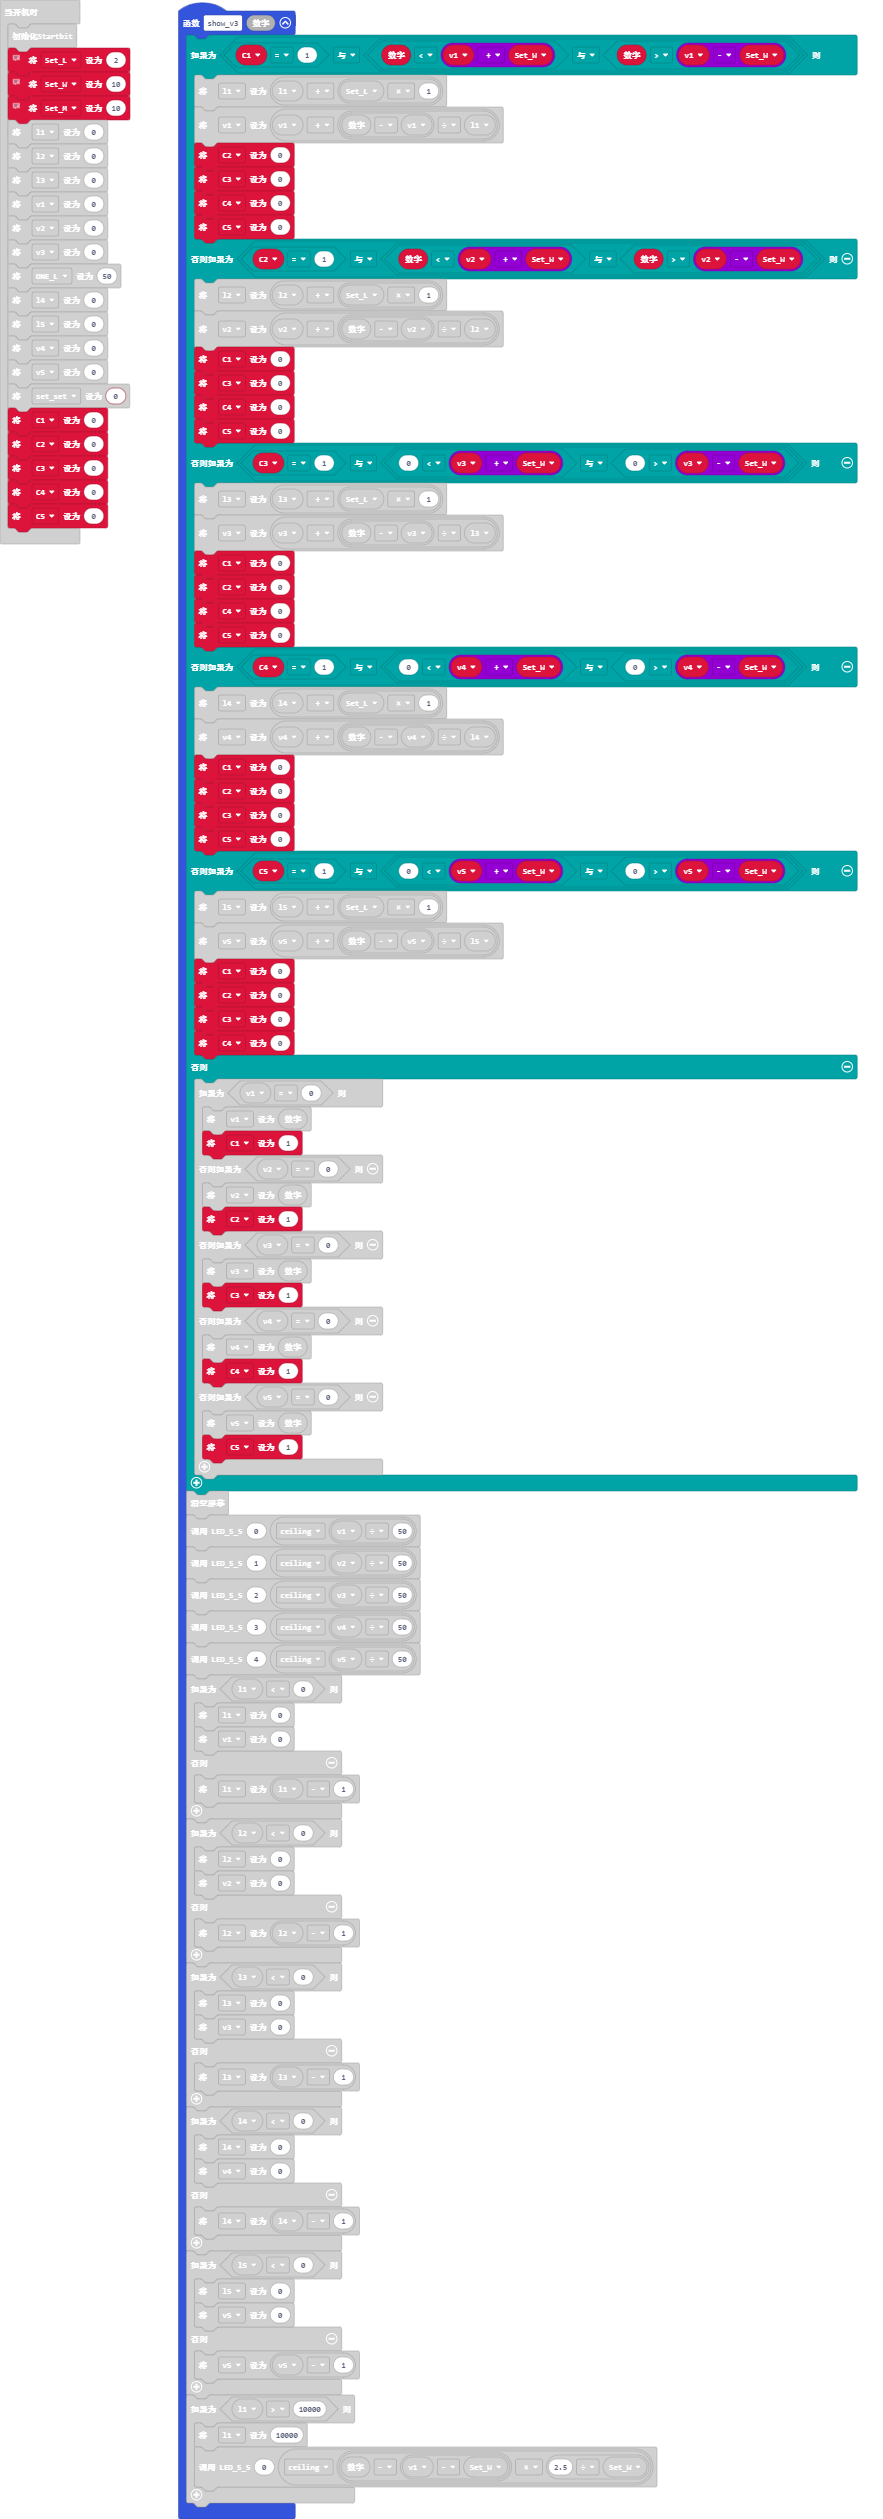 当开机时
初始化Startbit
将 Set_L 设为 2
将 Set_W 设为 10
将 Set_M 设为 10
将 l1 设为 0
将 l2 设为 0
将 l3 设为 0
将 v1 设为 0
将 v2 设为 0
将 v3 设为 0
将 ONE_L 设为 50
将 l4 设为 0
将 l5 设为 0
将 v4 设为 0
将 v5 设为 0
将 set_set 设为 0
将 C1 设为 0
将 C2 设为 0
将 C3 设为 0
将 C4 设为 0
将 C5 设为 0
函数 show_v3 数字
如果为 C1 = 1 与 数字 < v1 + Set_W 与 数字 > v1 - Set_W 则
将 l1 设为 l1 + Set_L × 1
将 v1 设为 v1 + 数字 - v1 ÷ l1
将 C2 设为 0
将 C3 设为 0
将 C4 设为 0
将 C5 设为 0
否则如果为 C2 = 1 与 数字 < v2 + Set_W 与 数字 > v2 - Set_W 则
将 l2 设为 l2 + Set_L × 1
将 v2 设为 v2 + 数字 - v2 ÷ l2
将 C1 设为 0
将 C3 设为 0
将 C4 设为 0
将 C5 设为 0
否则如果为 C3 = 1 与 0 < v3 + Set_W 与 0 > v3 - Set_W 则
将 l3 设为 l3 + Set_L × 1
将 v3 设为 v3 + 数字 - v3 ÷ l3
将 C1 设为 0
将 C2 设为 0
将 C4 设为 0
将 C5 设为 0
否则如果为 C4 = 1 与 0 < v4 + Set_W 与 0 > v4 - Set_W 则
将 l4 设为 l4 + Set_L × 1
将 v4 设为 v4 + 数字 - v4 ÷ l4
将 C1 设为 0
将 C2 设为 0
将 C3 设为 0
将 C5 设为 0
否则如果为 C5 = 1 与 0 < v5 + Set_W 与 0 > v5 - Set_W 则
将 l5 设为 l5 + Set_L × 1
将 v5 设为 v5 + 数字 - v5 ÷ l5
将 C1 设为 0
将 C2 设为 0
将 C3 设为 0
将 C4 设为 0
否则
如果为 v1 = 0 则
将 v1 设为 数字
将 C1 设为 1
否则如果为 v2 = 0 则
将 v2 设为 数字
将 C2 设为 1
否则如果为 v3 = 0 则
将 v3 设为 数字
将 C3 设为 1
否则如果为 v4 = 0 则
将 v4 设为 数字
将 C4 设为 1
否则如果为 v5 = 0 则
将 v5 设为 数字
将 C5 设为 1
清空屏幕
调用 LED_5_5 0 ceiling v1 ÷ 50
调用 LED_5_5 1 ceiling v2 ÷ 50
调用 LED_5_5 2 ceiling v3 ÷ 50
调用 LED_5_5 3 ceiling v4 ÷ 50
调用 LED_5_5 4 ceiling v5 ÷ 50
如果为 l1 < 0 则
将 l1 设为 0
将 v1 设为 0
否则
将 l1 设为 l1 - 1
如果为 l2 < 0 则
将 l2 设为 0
将 v2 设为 0
否则
将 l2 设为 l2 - 1
如果为 l3 < 0 则
将 l3 设为 0
将 v3 设为 0
否则
将 l3 设为 l3 - 1
如果为 l4 < 0 则
将 l4 设为 0
将 v4 设为 0
否则
将 l4 设为 l4 - 1
如果为 l5 < 0 则
将 l5 设为 0
将 v5 设为 0
否则
将 v5 设为 v5 - 1
如果为 l1 > 10000 则
将 l1 设为 10000
调用 LED_5_5 0 ceiling 数字 - v1 - Set_W × 2.5 ÷ Set_W